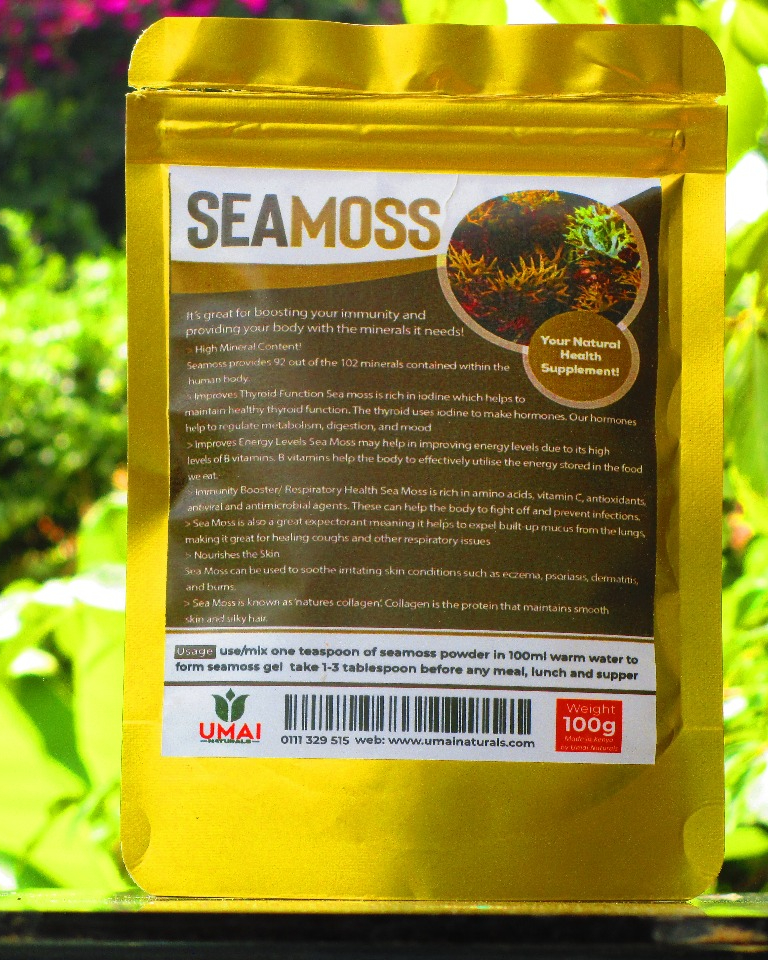 SEAMOSS
It's great for boosting your immunity and
providing your body with the minerals it needs!
Your Natural
Health
Supplement!
> High Mineral Content!
Seamoss provides 92 out of the 102 minerals contained within the
human body.
> Improves Thyroid Function Sea moss is rich in iodine which helps to
maintain healthy thyroid function. The thyroid uses iodine to make hormones. Our hormones
help to regulate metabolism, digestion, and mood
> Improves Energy Levels Sea Moss may help in improving energy levels due to its high
levels of B vitamins. B vitamins help the body to effectively utilise the energy stored in the food
we eat.
> Immunity Booster/ Respiratory Health Sea Moss is rich in amino acids, vitamin C, antioxidants,
antiviral and antimicrobial agents. These can help the body to fight off and prevent infections.
> Sea Moss is also a great expectorant meaning it helps to expel built-up mucus from the lungs,
making it great for healing coughs and other respiratory issues
> Nourishes the Skin
Sea Moss can be used to soothe irritating skin conditions such as eczema, psoriasis, dermatitis,
and burns.
> Sea Moss is known as 'natures collagen'. Collagen is the protein that maintains smooth
skin and silky hair.
Usage use/mix one teaspoon of seamoss powder in 100ml warm water to
form seamoss gel take 1-3 tablespoon before any meal, lunch and supper
UMAI
NATURALS
0111 329 515 web: www.umainaturals.com
Weight
100g
Made in Kenya
by Umai Naturals